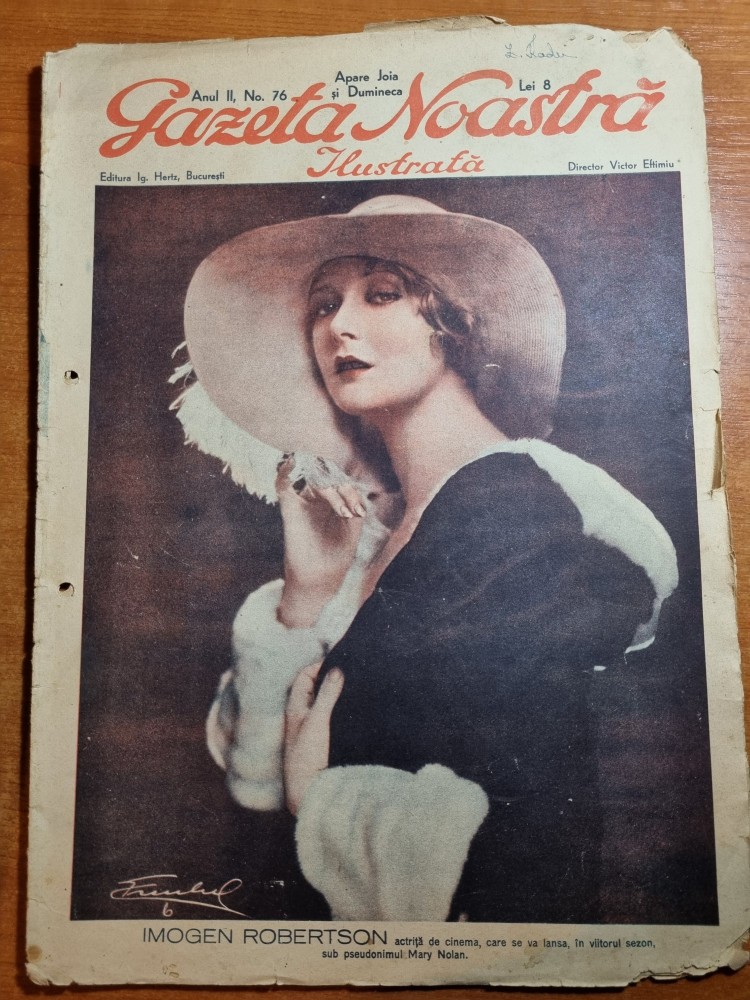 Apare Joia
Anul II, No. 76 și Dumineca Lei 8
Gazeta Noastră
Ilustrată
Editura Ig. Hertz, București Director Victor Eftimiu
6
IMOGEN ROBERTSON actriță de cinema, care se va lansa, în viitorul sezon,
sub pseudonimul Mary Nolan.